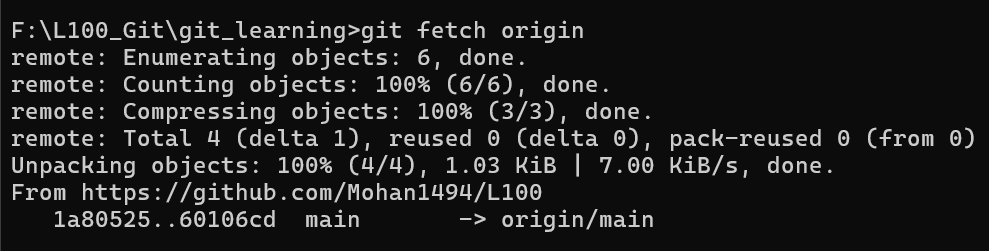 F:\L100_Git\git_learning>git fetch origin
remote: Enumerating objects: 6, done.
remote: Counting objects: 100% (6/6), done.
remote: Compressing objects: 100% (3/3), done.
remote: Total 4 (delta 1), reused 0 (delta 0), pack-reused 0 (from 0)
Unpacking objects: 100% (4/4), 1.03 KiB | 7.00 KiB/s, done.
From https://github.com/Mohan1494/L100
   1a80525..60106cd  main       -> origin/main